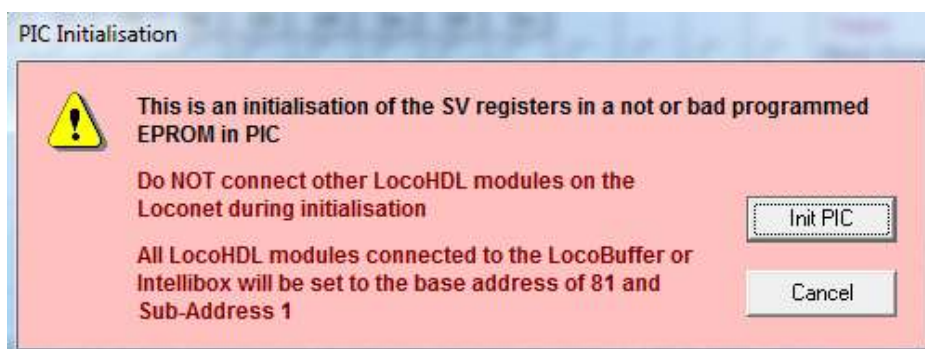 PIC Initialisation
This is an initialisation of the SV registers in a not or bad programmed
EPROM in PIC
Do NOT connect other LocoHDL modules on the
Loconet during initialisation
Init PIC
All LocoHDL modules connected to the LocoBuffer or
Intellibox will be set to the base address of 81 and
Sub-Address 1
Cancel